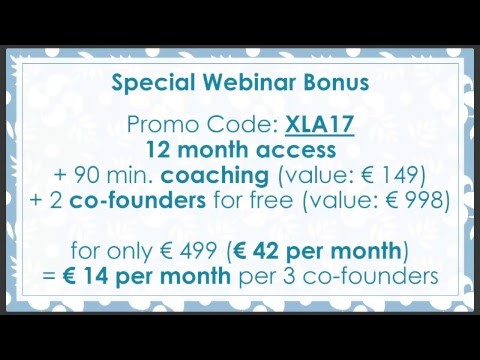 Special Webinar Bonus
Promo Code: XLA17
12 month access
+ 90 min. coaching (value: € 149)
+ 2 co-founders for free (value: € 998)
for only € 499 (€ 42 per month)
= € 14 per month per 3 co-founders